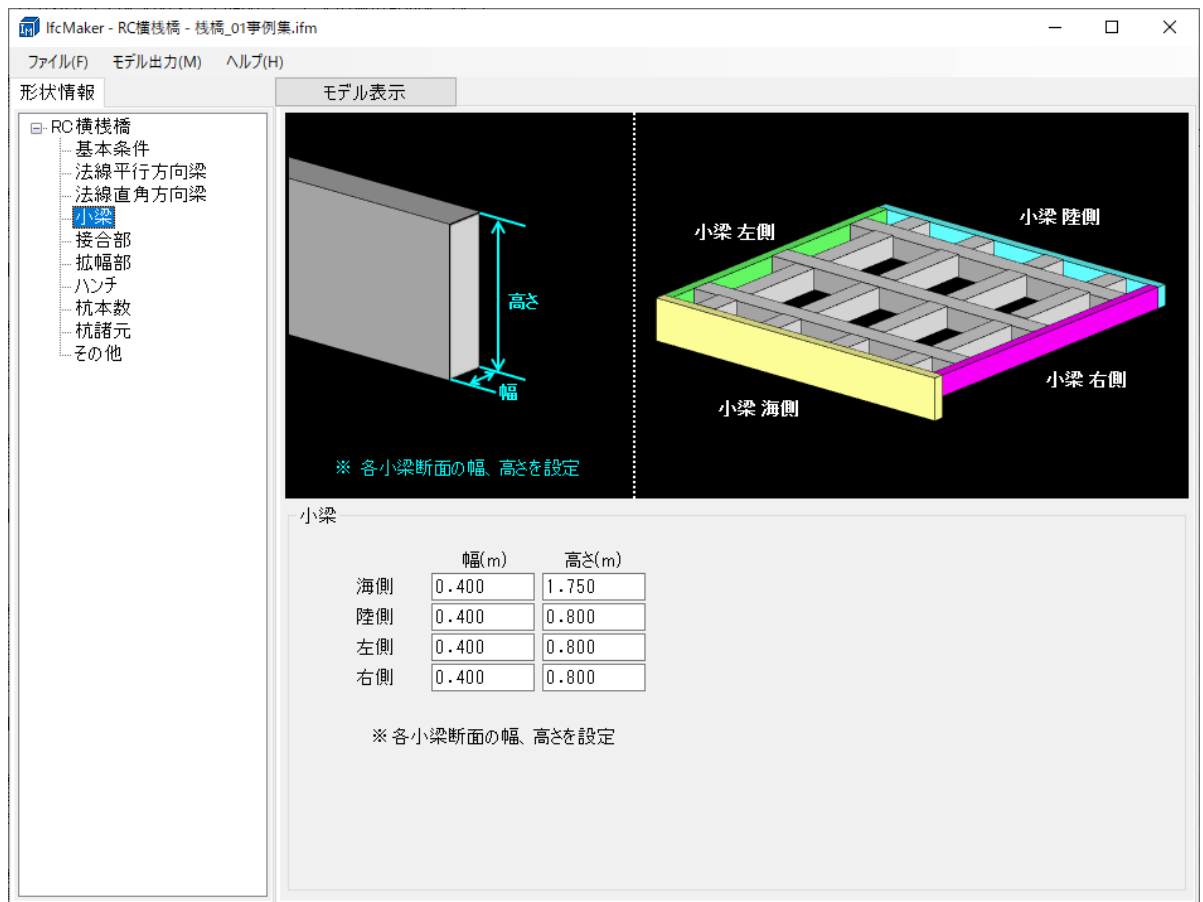 IfcMaker - RC横桟橋 - 桟橋_01事例集.ifm
ファイル(F) モデル出力(M) ヘルプ(H)
形状情報 モデル表示
RC横桟橋
基本条件
法線平行方向梁
法線直角方向梁
小梁
接合部
拡幅部
ハンチ
杭本数
杭諸元
その他
高さ
幅
※ 各小梁断面の幅、高さを設定
小梁 左側
小梁 陸側
小梁 海側
小梁 右側
小梁
幅(m) 高さ(m)
海側 0.400 1.750
陸側 0.400 0.800
左側 0.400 0.800
右側 0.400 0.800
※ 各小梁断面の幅、高さを設定